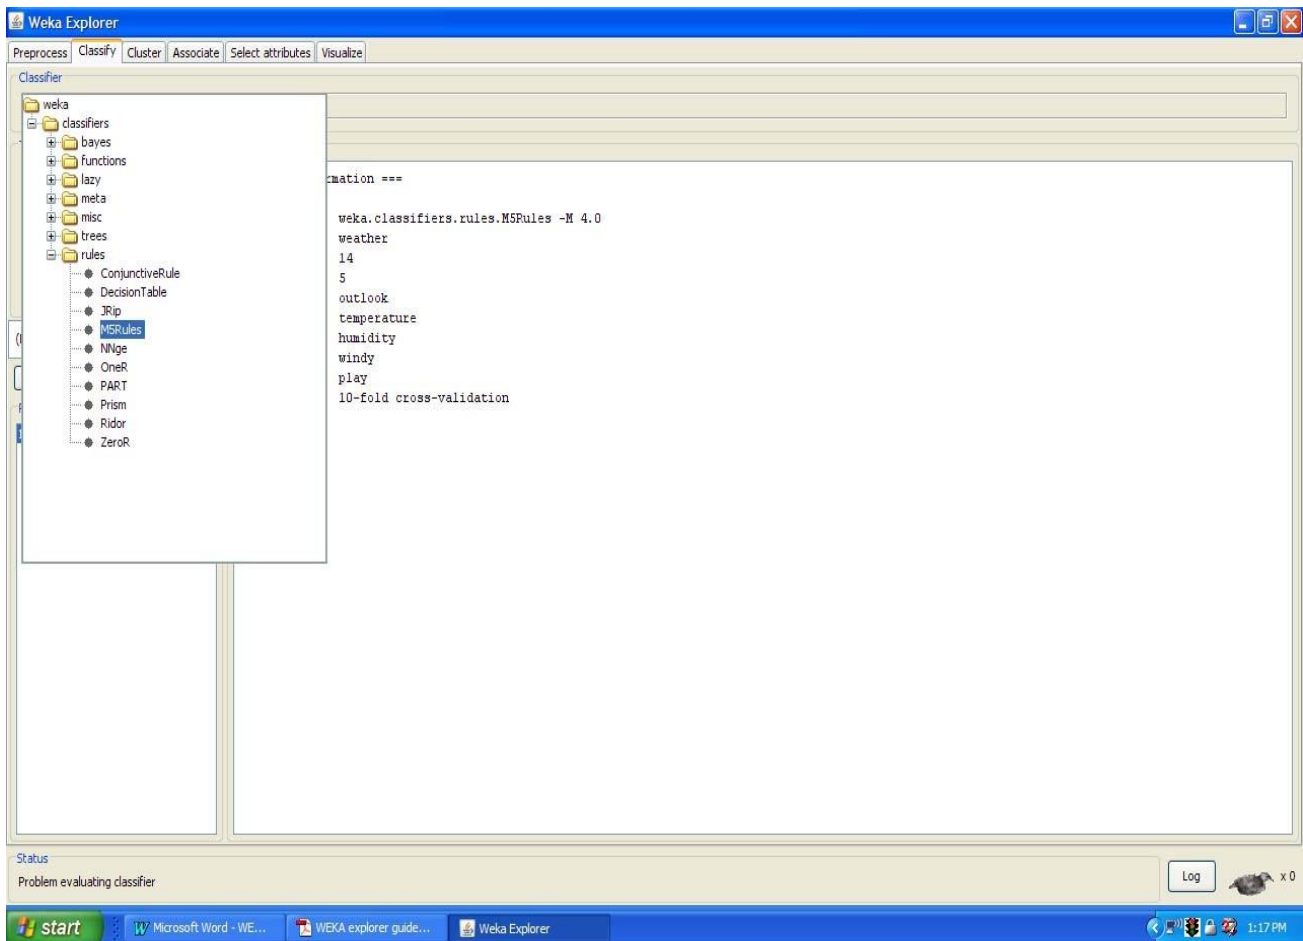 Weka Explorer
Preprocess Classify Cluster Associate Select attributes Visualize
Classifier
weka
classifiers
bayes
functions
lazy
meta
misc
trees
rules
ConjunctiveRule
DecisionTable
JRip
M5Rules
NNge
OneR
PART
Prism
Ridor
ZeroR
mation ===
weka.classifiers.rules.M5Rules -M 4.0
weather
14
5
outlook
temperature
humidity
windy
play
10-fold cross-validation
Status
Problem evaluating classifier
Log
x 0
start
Microsoft Word - WE...
WEKA explorer guide...
Weka Explorer
1:17 PM